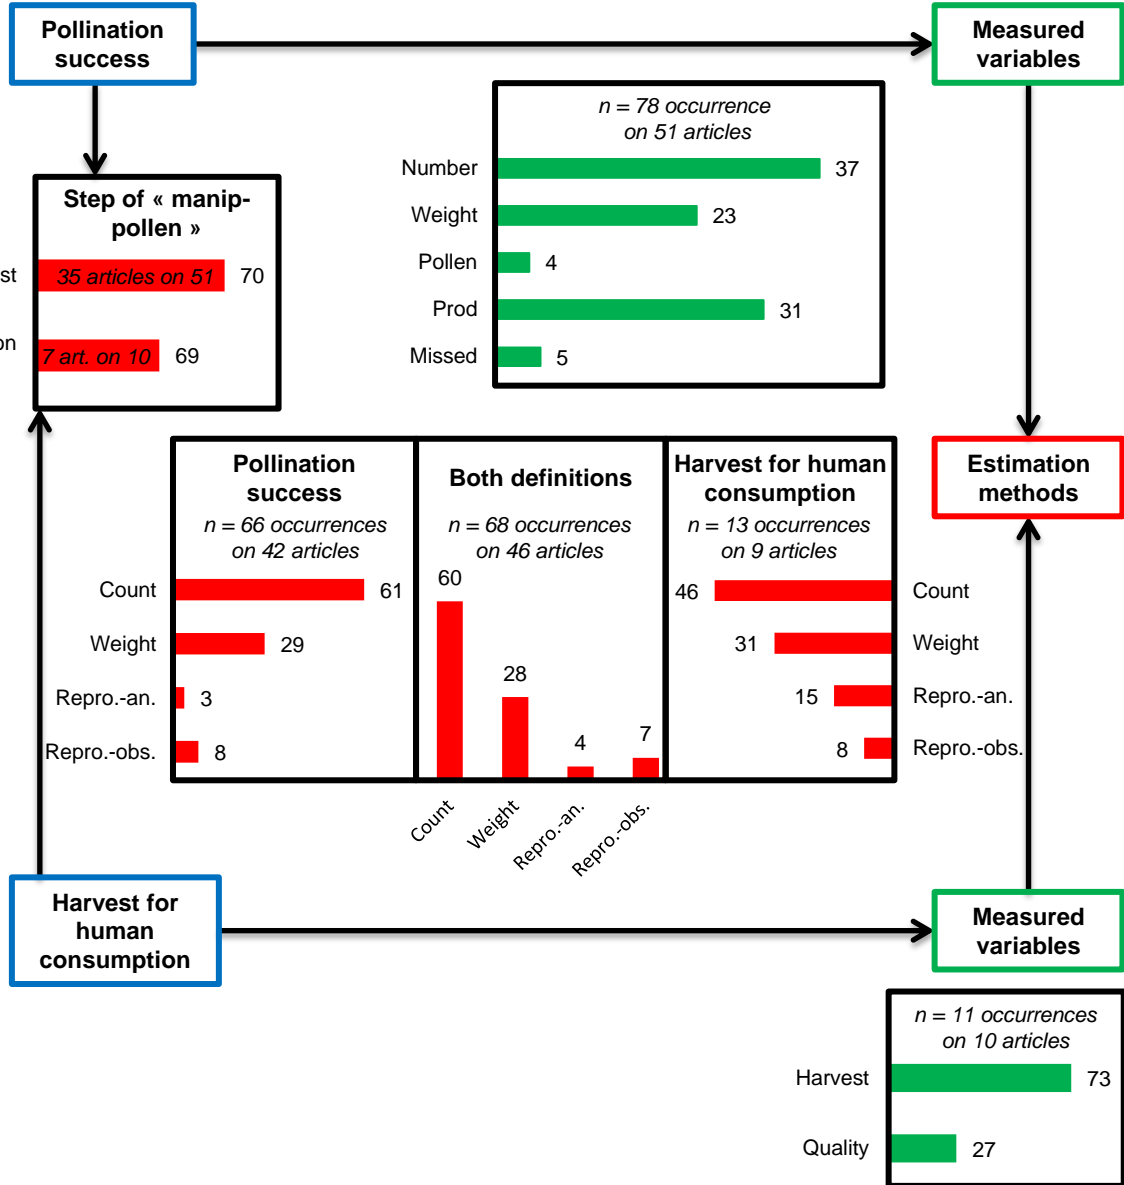 Pollination
success
Measured
variables
n = 78 occurrence
on 51 articles
Number
37
Weight
23
Pollen
4
Prod
31
Missed
5
Step of « manip-
pollen »
st
35 articles on 51
70
on
7 art. on 10
69
Pollination
success
n = 66 occurrences
on 42 articles
Count
61
Weight
29
Repro.-an.
3
Repro.-obs.
8
Both definitions
n = 68 occurrences
on 46 articles
60
28
4
7
Count
Weight
Repro.-an.
Repro.-obs.
Harvest for human
consumption
n = 13 occurrences
on 9 articles
46
Count
31
Weight
15
Repro.-an.
8
Repro.-obs.
Estimation
methods
Harvest for
human
consumption
Measured
variables
n = 11 occurrences
on 10 articles
Harvest
73
Quality
27